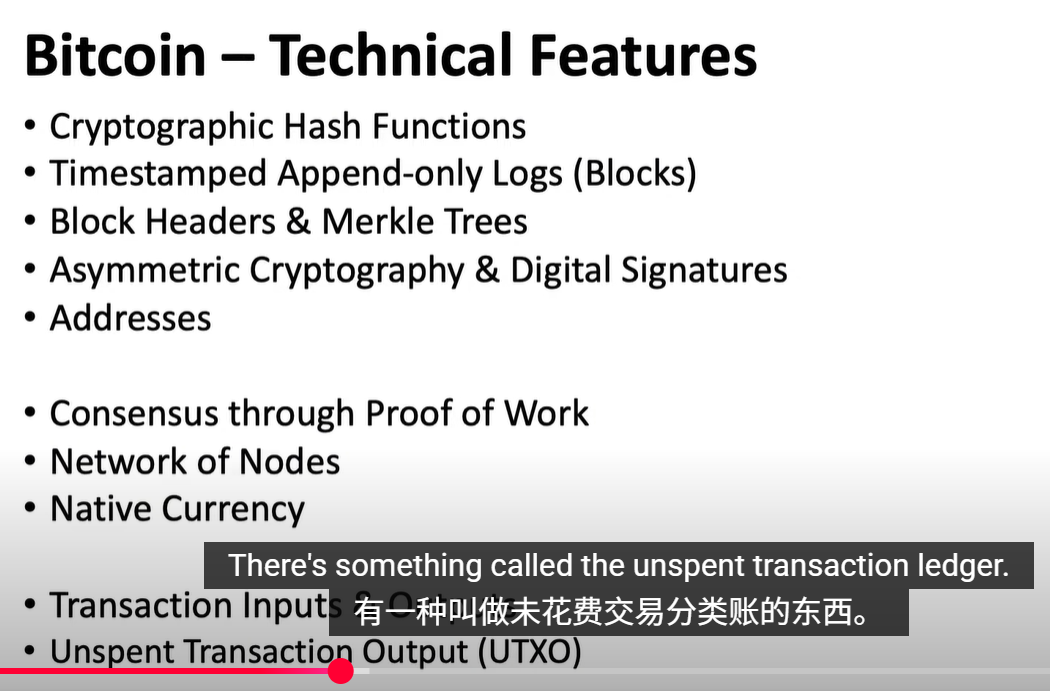 Bitcoin – Technical Features
• Cryptographic Hash Functions
• Timestamped Append-only Logs (Blocks)
• Block Headers & Merkle Trees
• Asymmetric Cryptography & Digital Signatures
• Addresses
• Consensus through Proof of Work
• Network of Nodes
• Native Currency
There's something called the unspent transaction ledger.
• Transaction Inputs & Outputs
有一种叫做未花费交易分类账的东西。
• Unspent Transaction Output (UTXO)